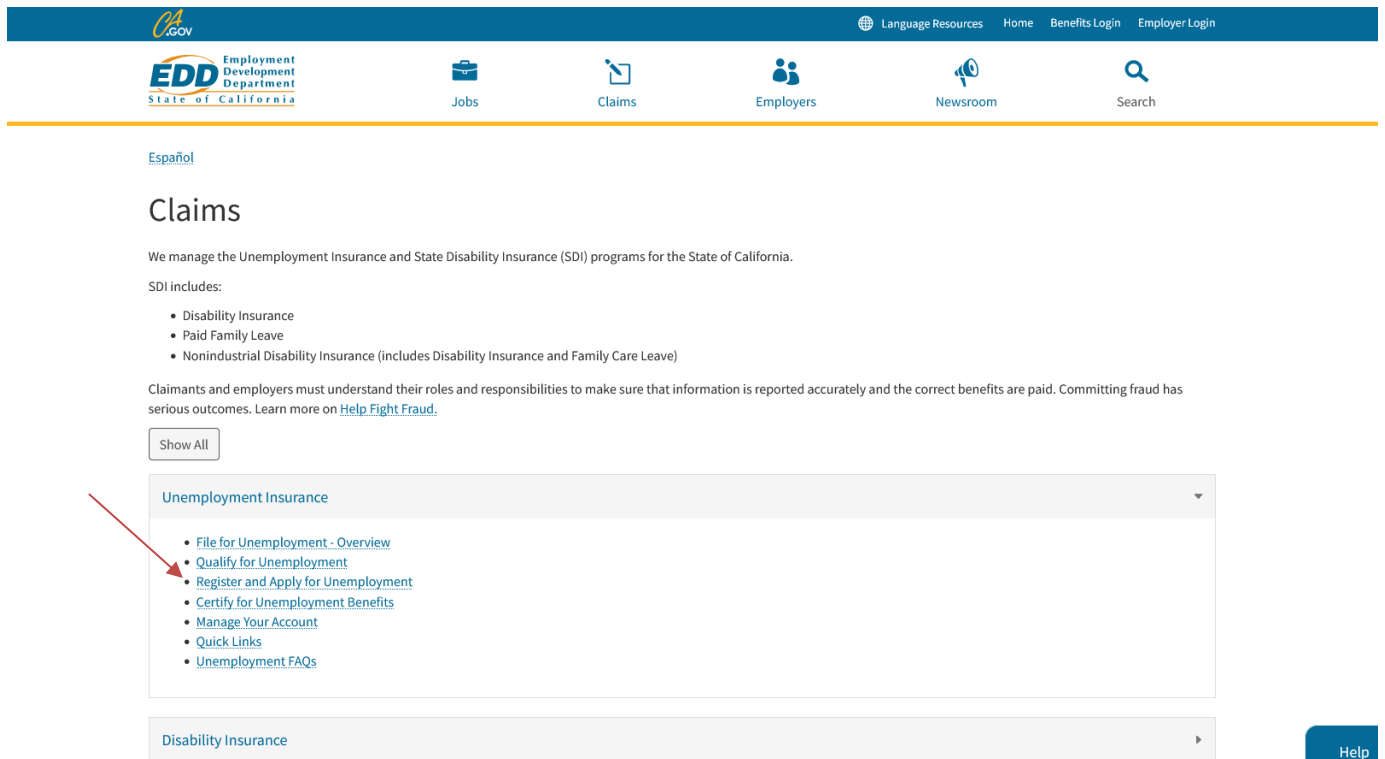 CA.GOV
Language Resources Home Benefits Login Employer Login
EDD Employment
Development
Department
State of California
Jobs Claims Employers Newsroom Search
Español
Claims
We manage the Unemployment Insurance and State Disability Insurance (SDI) programs for the State of California.
SDI includes:
• Disability Insurance
• Paid Family Leave
• Nonindustrial Disability Insurance (includes Disability Insurance and Family Care Leave)
Claimants and employers must understand their roles and responsibilities to make sure that information is reported accurately and the correct benefits are paid. Committing fraud has
serious outcomes. Learn more on Help Fight Fraud.
Show All
Unemployment Insurance
• File for Unemployment - Overview
• Qualify for Unemployment
• Register and Apply for Unemployment
• Certify for Unemployment Benefits
• Manage Your Account
• Quick Links
• Unemployment FAQs
Disability Insurance
Help